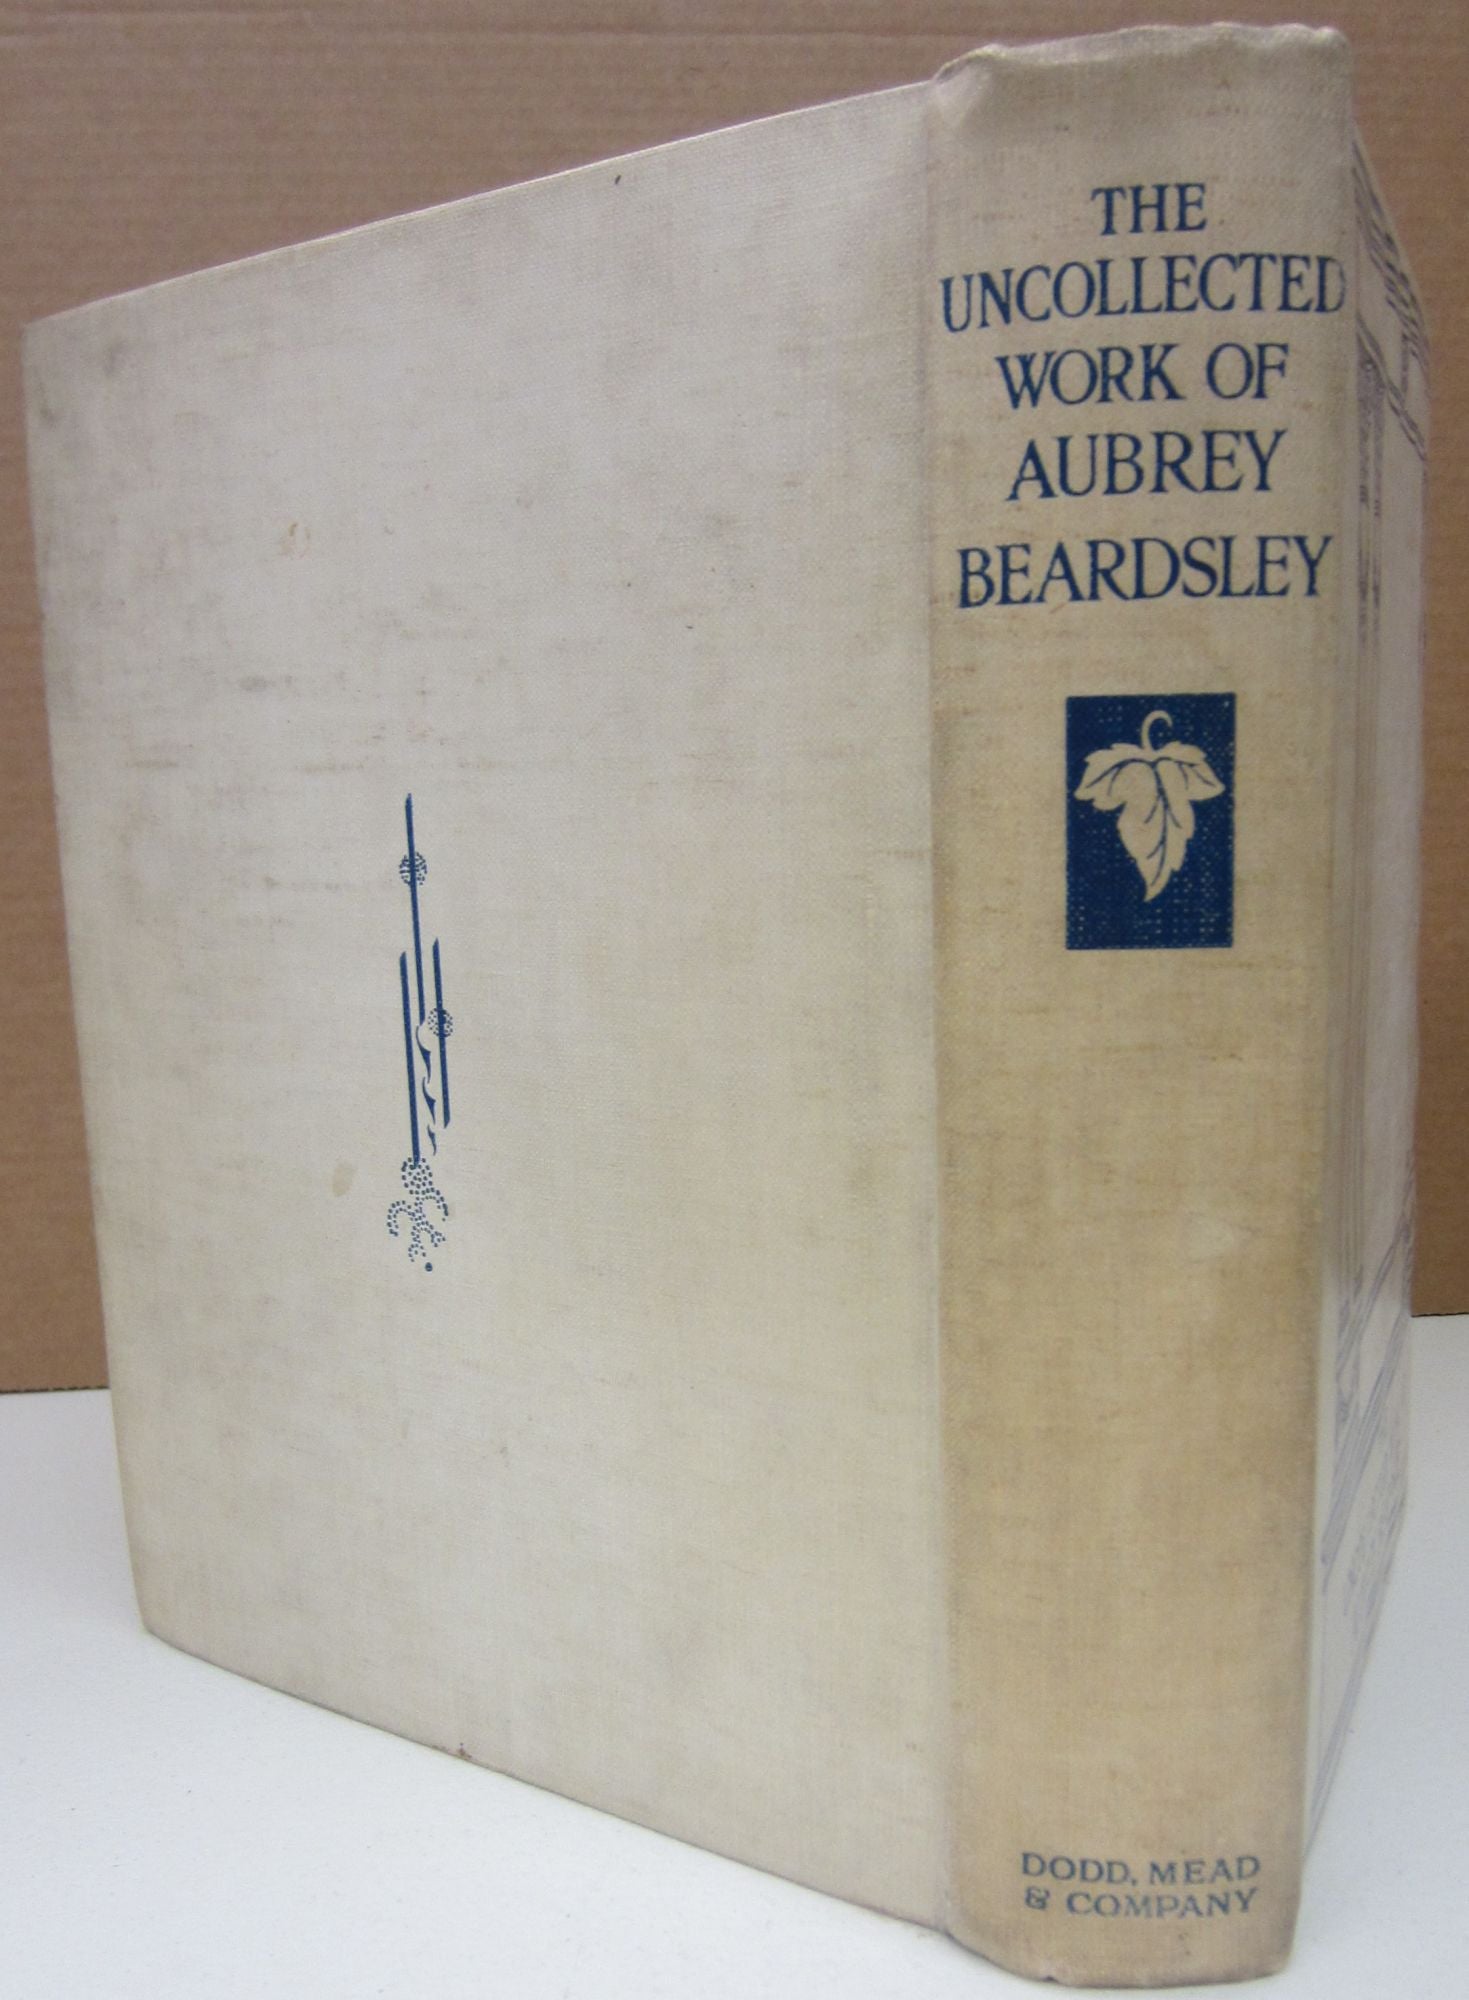 THE
UNCOLLECTED
WORK OF
AUBREY
BEARDSLEY
DODD, MEAD
& COMPANY